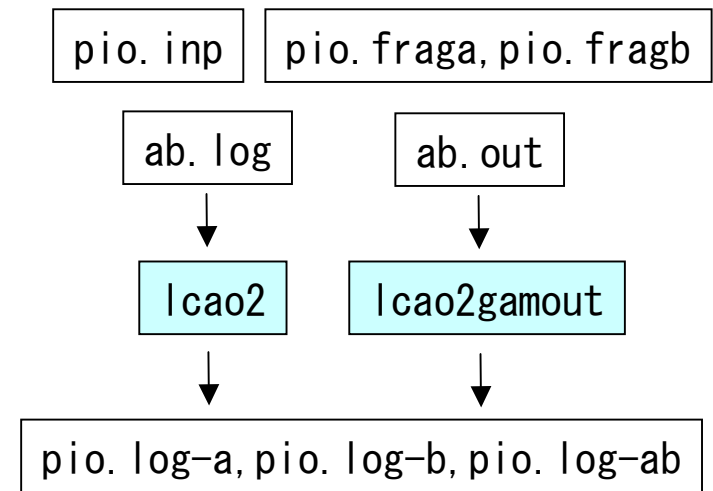 pio.inp
pio.fraga,pio.fragb
ab.log
ab.out
lcao2
lcao2gamout
pio.log-a,pio.log-b,pio.log-ab